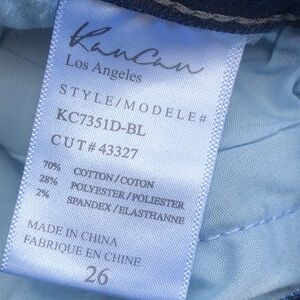 KanCan
Los Angeles
STYLE/MODELE#
KC7351D-BL
CUT#43327
70% COTTON/COTON
28% POLYESTER/POLIESTER
2% SPANDEX/ELASTHANNE
MADE IN CHINA
FABRIQUE EN CHINE
26